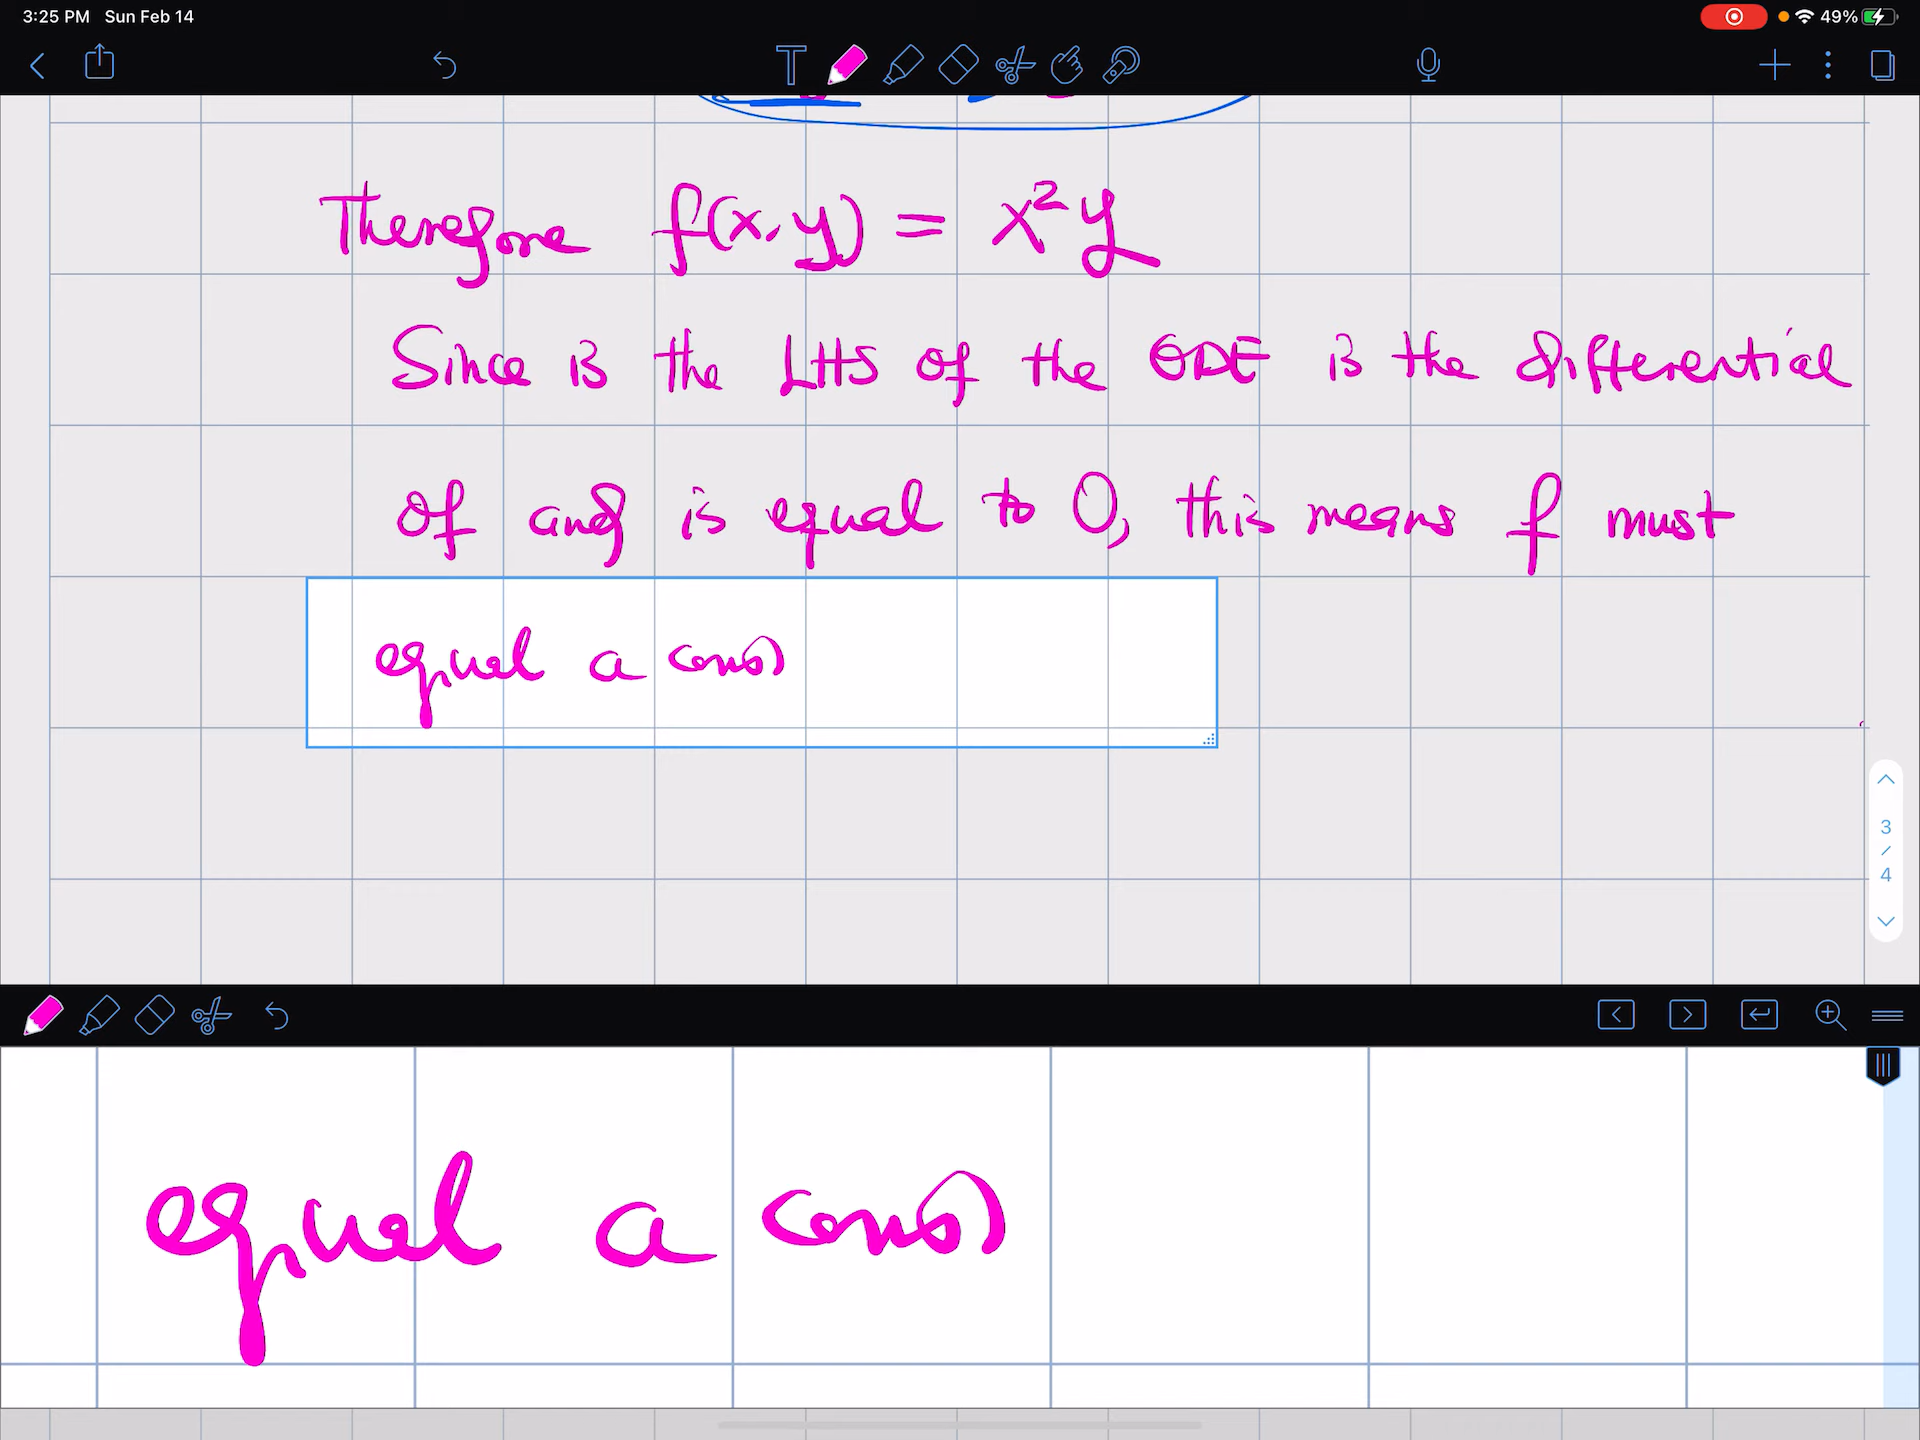 3:25 PM Sun Feb 14
49%
Therefore f(x,y) = x²y
Since is the LHS of the ODE is the differential
of and is equal to 0, this means f must
equal a cons
3
/
4
equal a cons